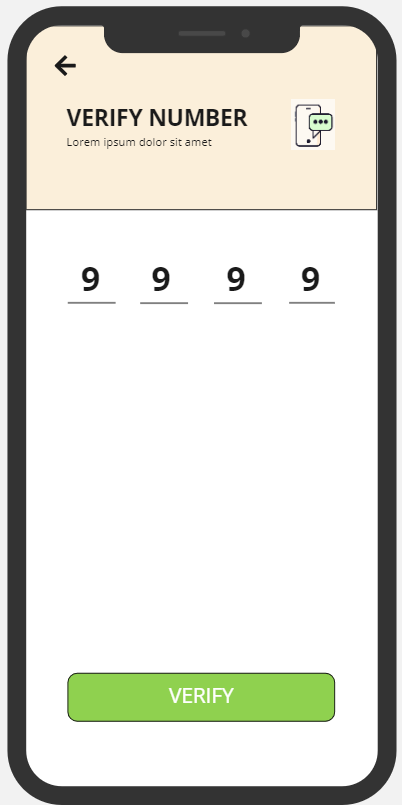 VERIFY NUMBER
Lorem ipsum dolor sit amet
9 9 9 9
VERIFY